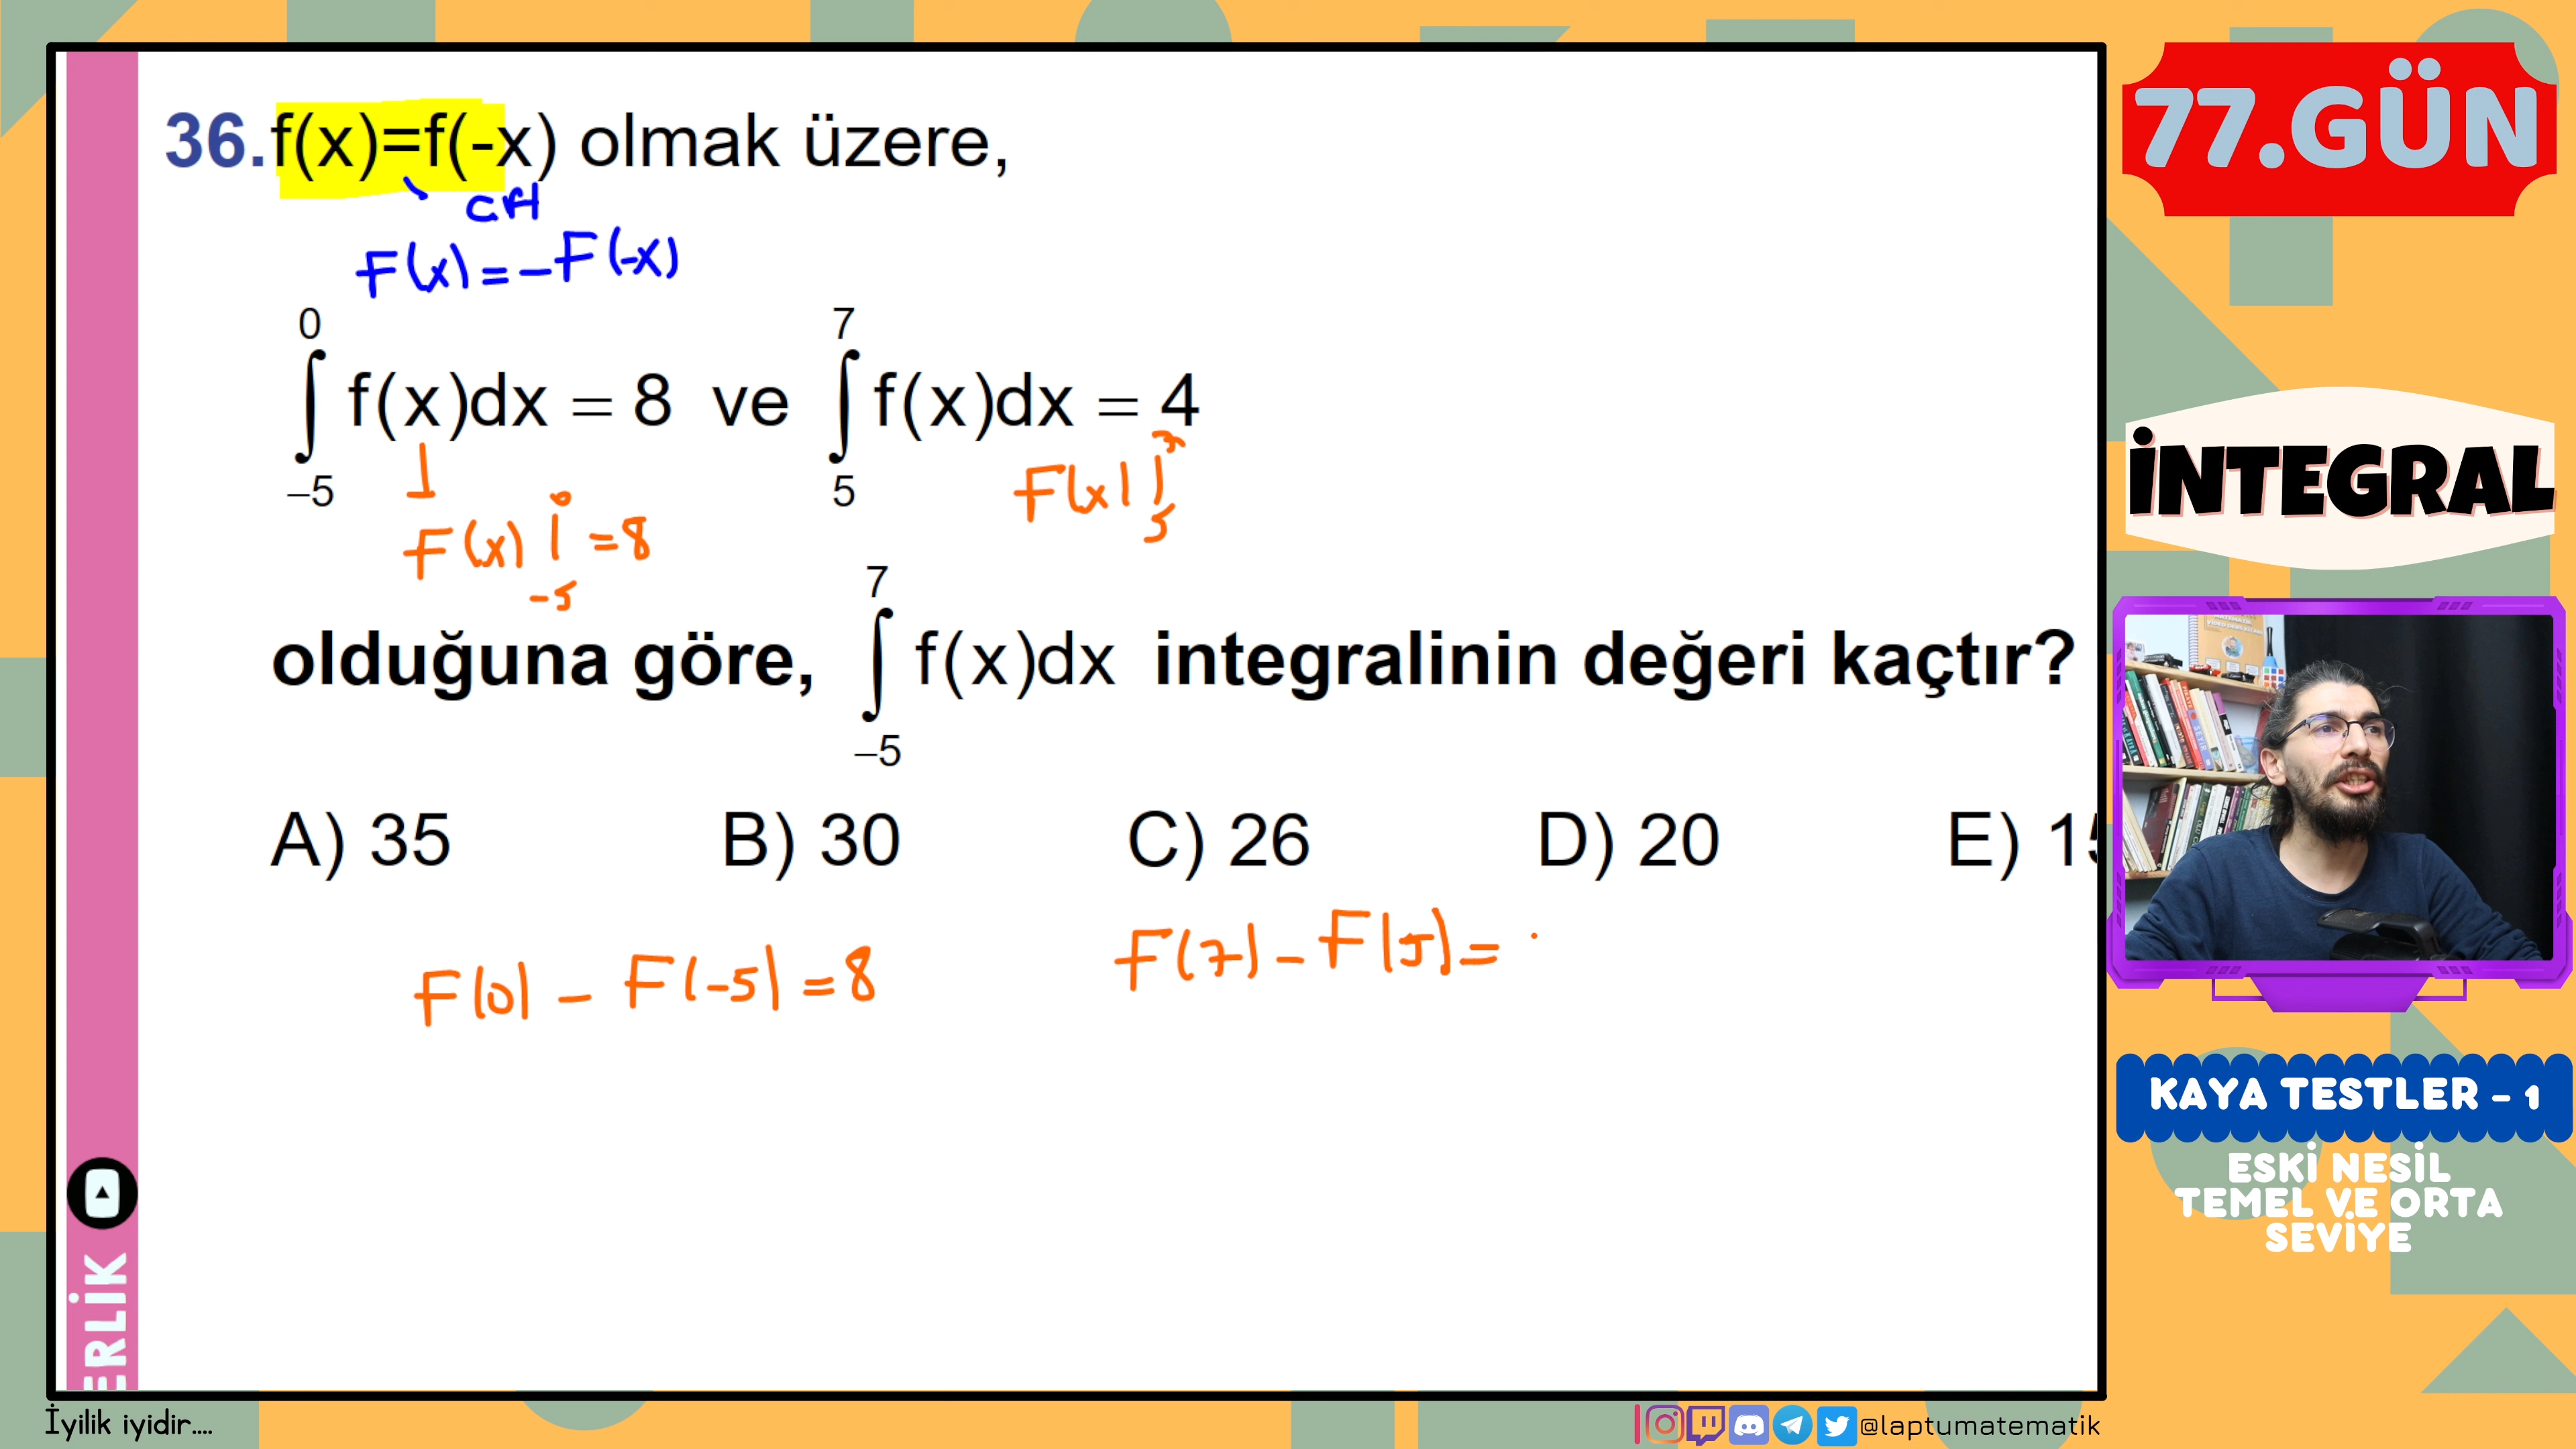 36. f(x)=f(-x) olmak üzere,
çift
F(x) = -F(-x)
0
∫ f(x)dx = 8 ve
-5
7
∫ f(x)dx = 4
5
F(x) |
0
= 8
-5
F(x) |
7
5
olduğuna göre,
7
∫ f(x)dx
-5
integralinin değeri kaçtır?
A) 35 B) 30 C) 26 D) 20 E) 15
F(0) - F(-5) = 8
F(7) - F(5) =
ERLİK
77.GÜN
İNTEGRAL
KAYA TESTLER - 1
ESKİ NESİL
TEMEL VE ORTA
SEVİYE
İyilik iyidir....
@laptumatematik